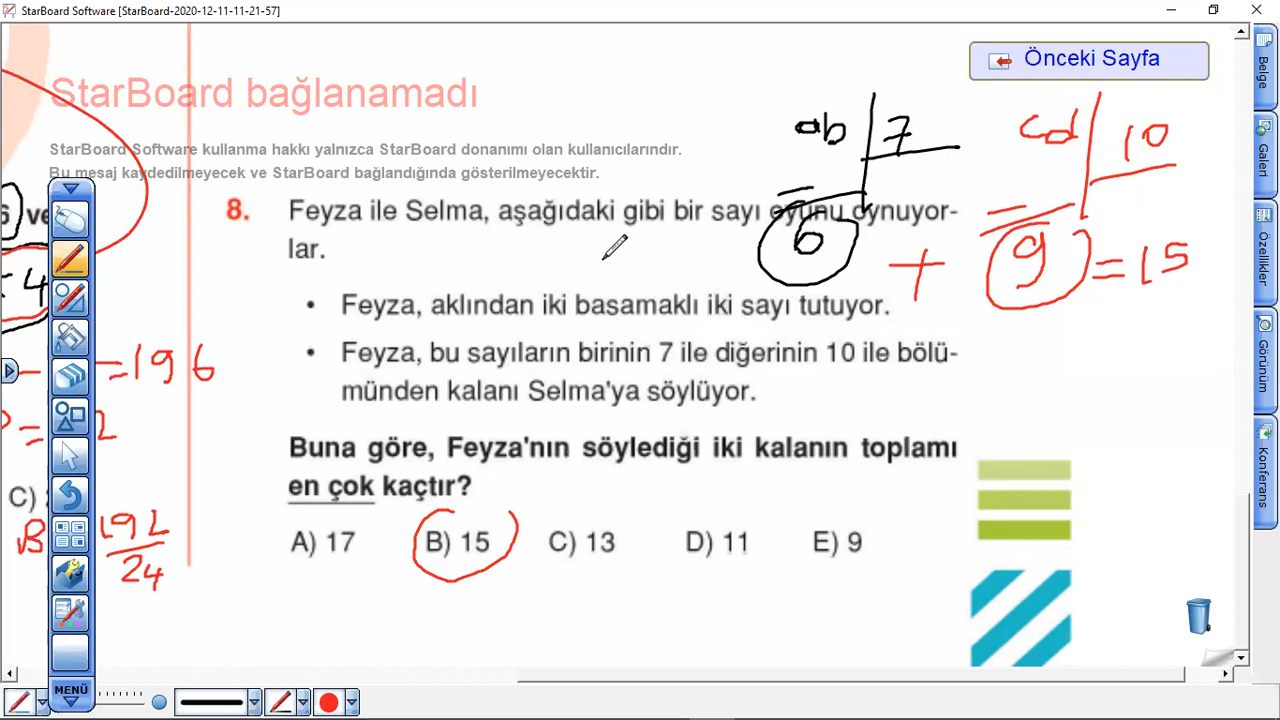 StarBoard Software [StarBoard-2020-12-11-11-21-57]
Önceki Sayfa
StarBoard bağlanamadı
StarBoard Software kullanma hakkı yalnızca StarBoard donanımı olan kullanıcılarındır.
Bu mesaj kaydedilmeyecek ve StarBoard bağlandığında gösterilmeyecektir.
ab 7
cd 10
6 + 9 = 15
6 ve
= 4
8. Feyza ile Selma, aşağıdaki gibi bir sayı oyunu oynuyor-
lar.
• Feyza, aklından iki basamaklı iki sayı tutuyor.
• Feyza, bu sayıların birinin 7 ile diğerinin 10 ile bölü-
münden kalanı Selma'ya söylüyor.
=196
Buna göre, Feyza'nın söylediği iki kalanın toplamı
en çok kaçtır?
C)
A) 17 B) 15 C) 13 D) 11 E) 9
192
24
MENÜ
Belge
Galeri
Özellikler
Görünüm
Konferans